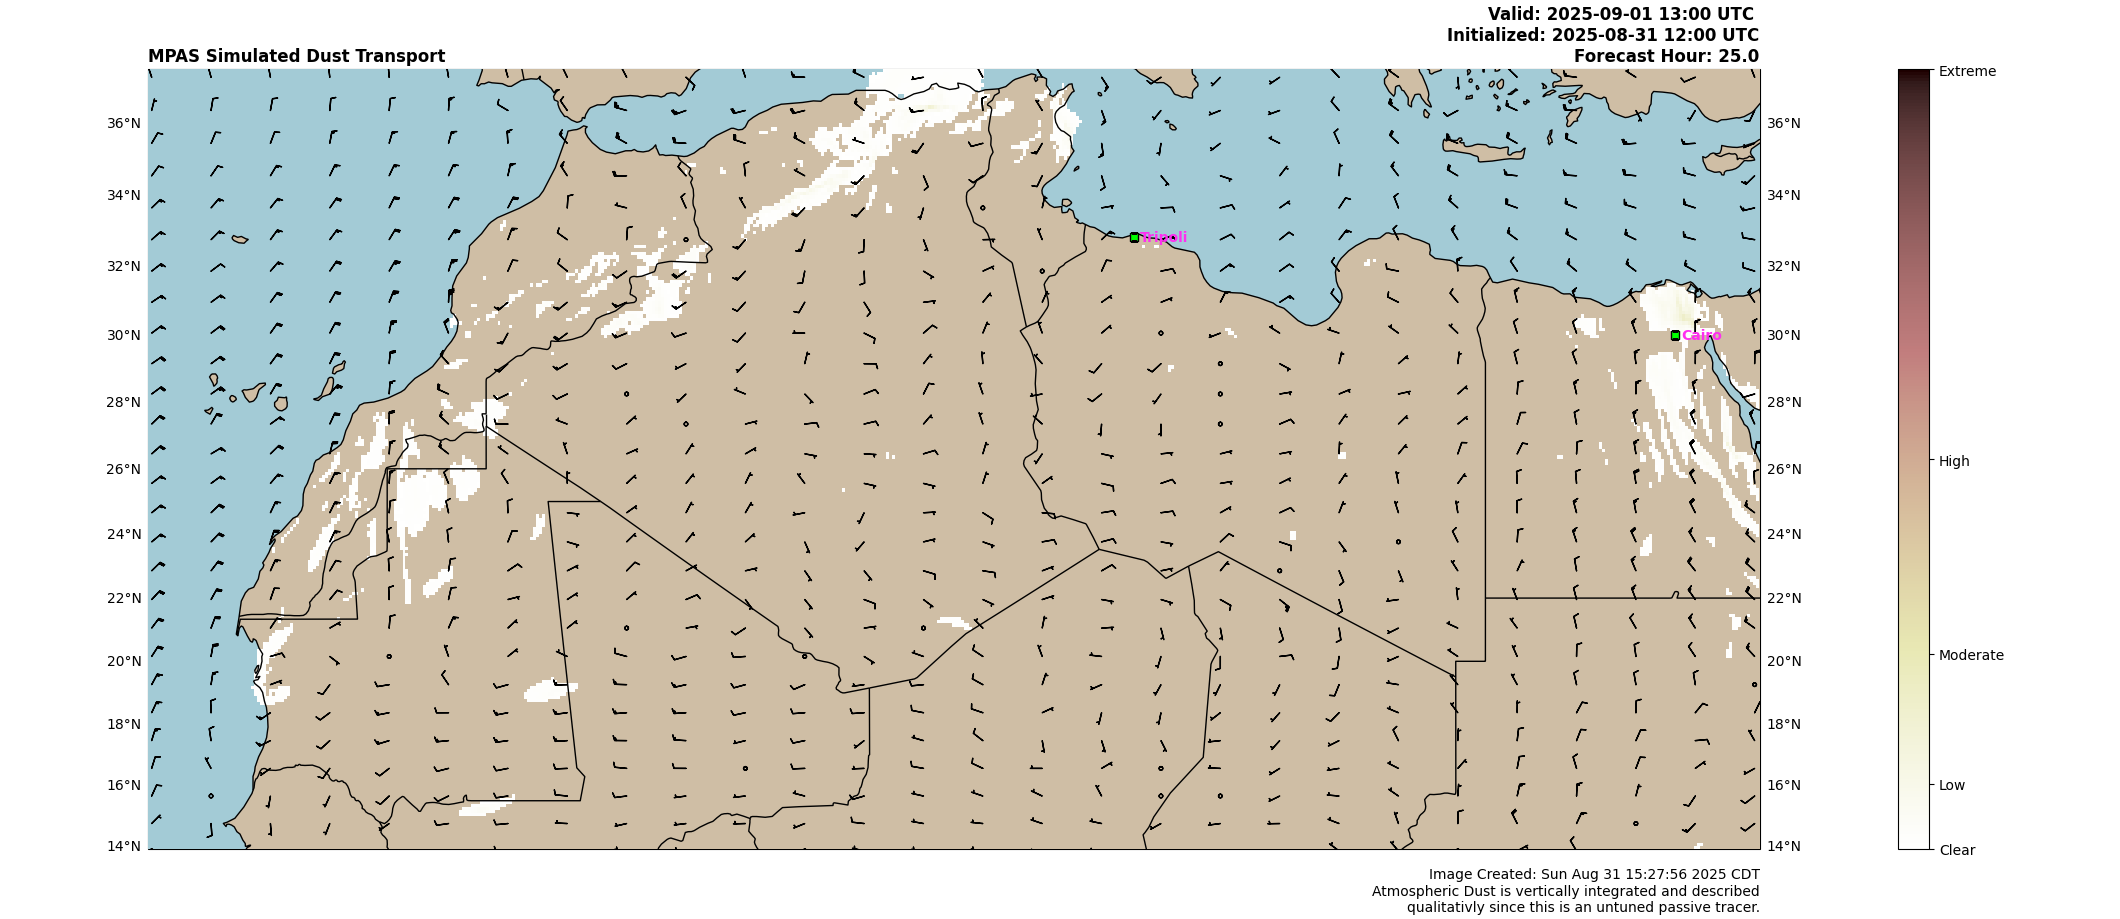 Valid: 2025-09-01 13:00 UTC
Initialized: 2025-08-31 12:00 UTC
MPAS Simulated Dust Transport
Forecast Hour: 25.0
Extreme
36°N
36°N
34°N
34°N
Tripoli
32°N
32°N
30°N
Cairo
30°N
28°N
28°N
26°N
26°N
High
24°N
24°N
22°N
22°N
20°N
20°N
Moderate
18°N
18°N
16°N
16°N
Low
14°N
14°N
Clear
Image Created: Sun Aug 31 15:27:56 2025 CDT
Atmospheric Dust is vertically integrated and described
qualitativly since this is an untuned passive tracer.